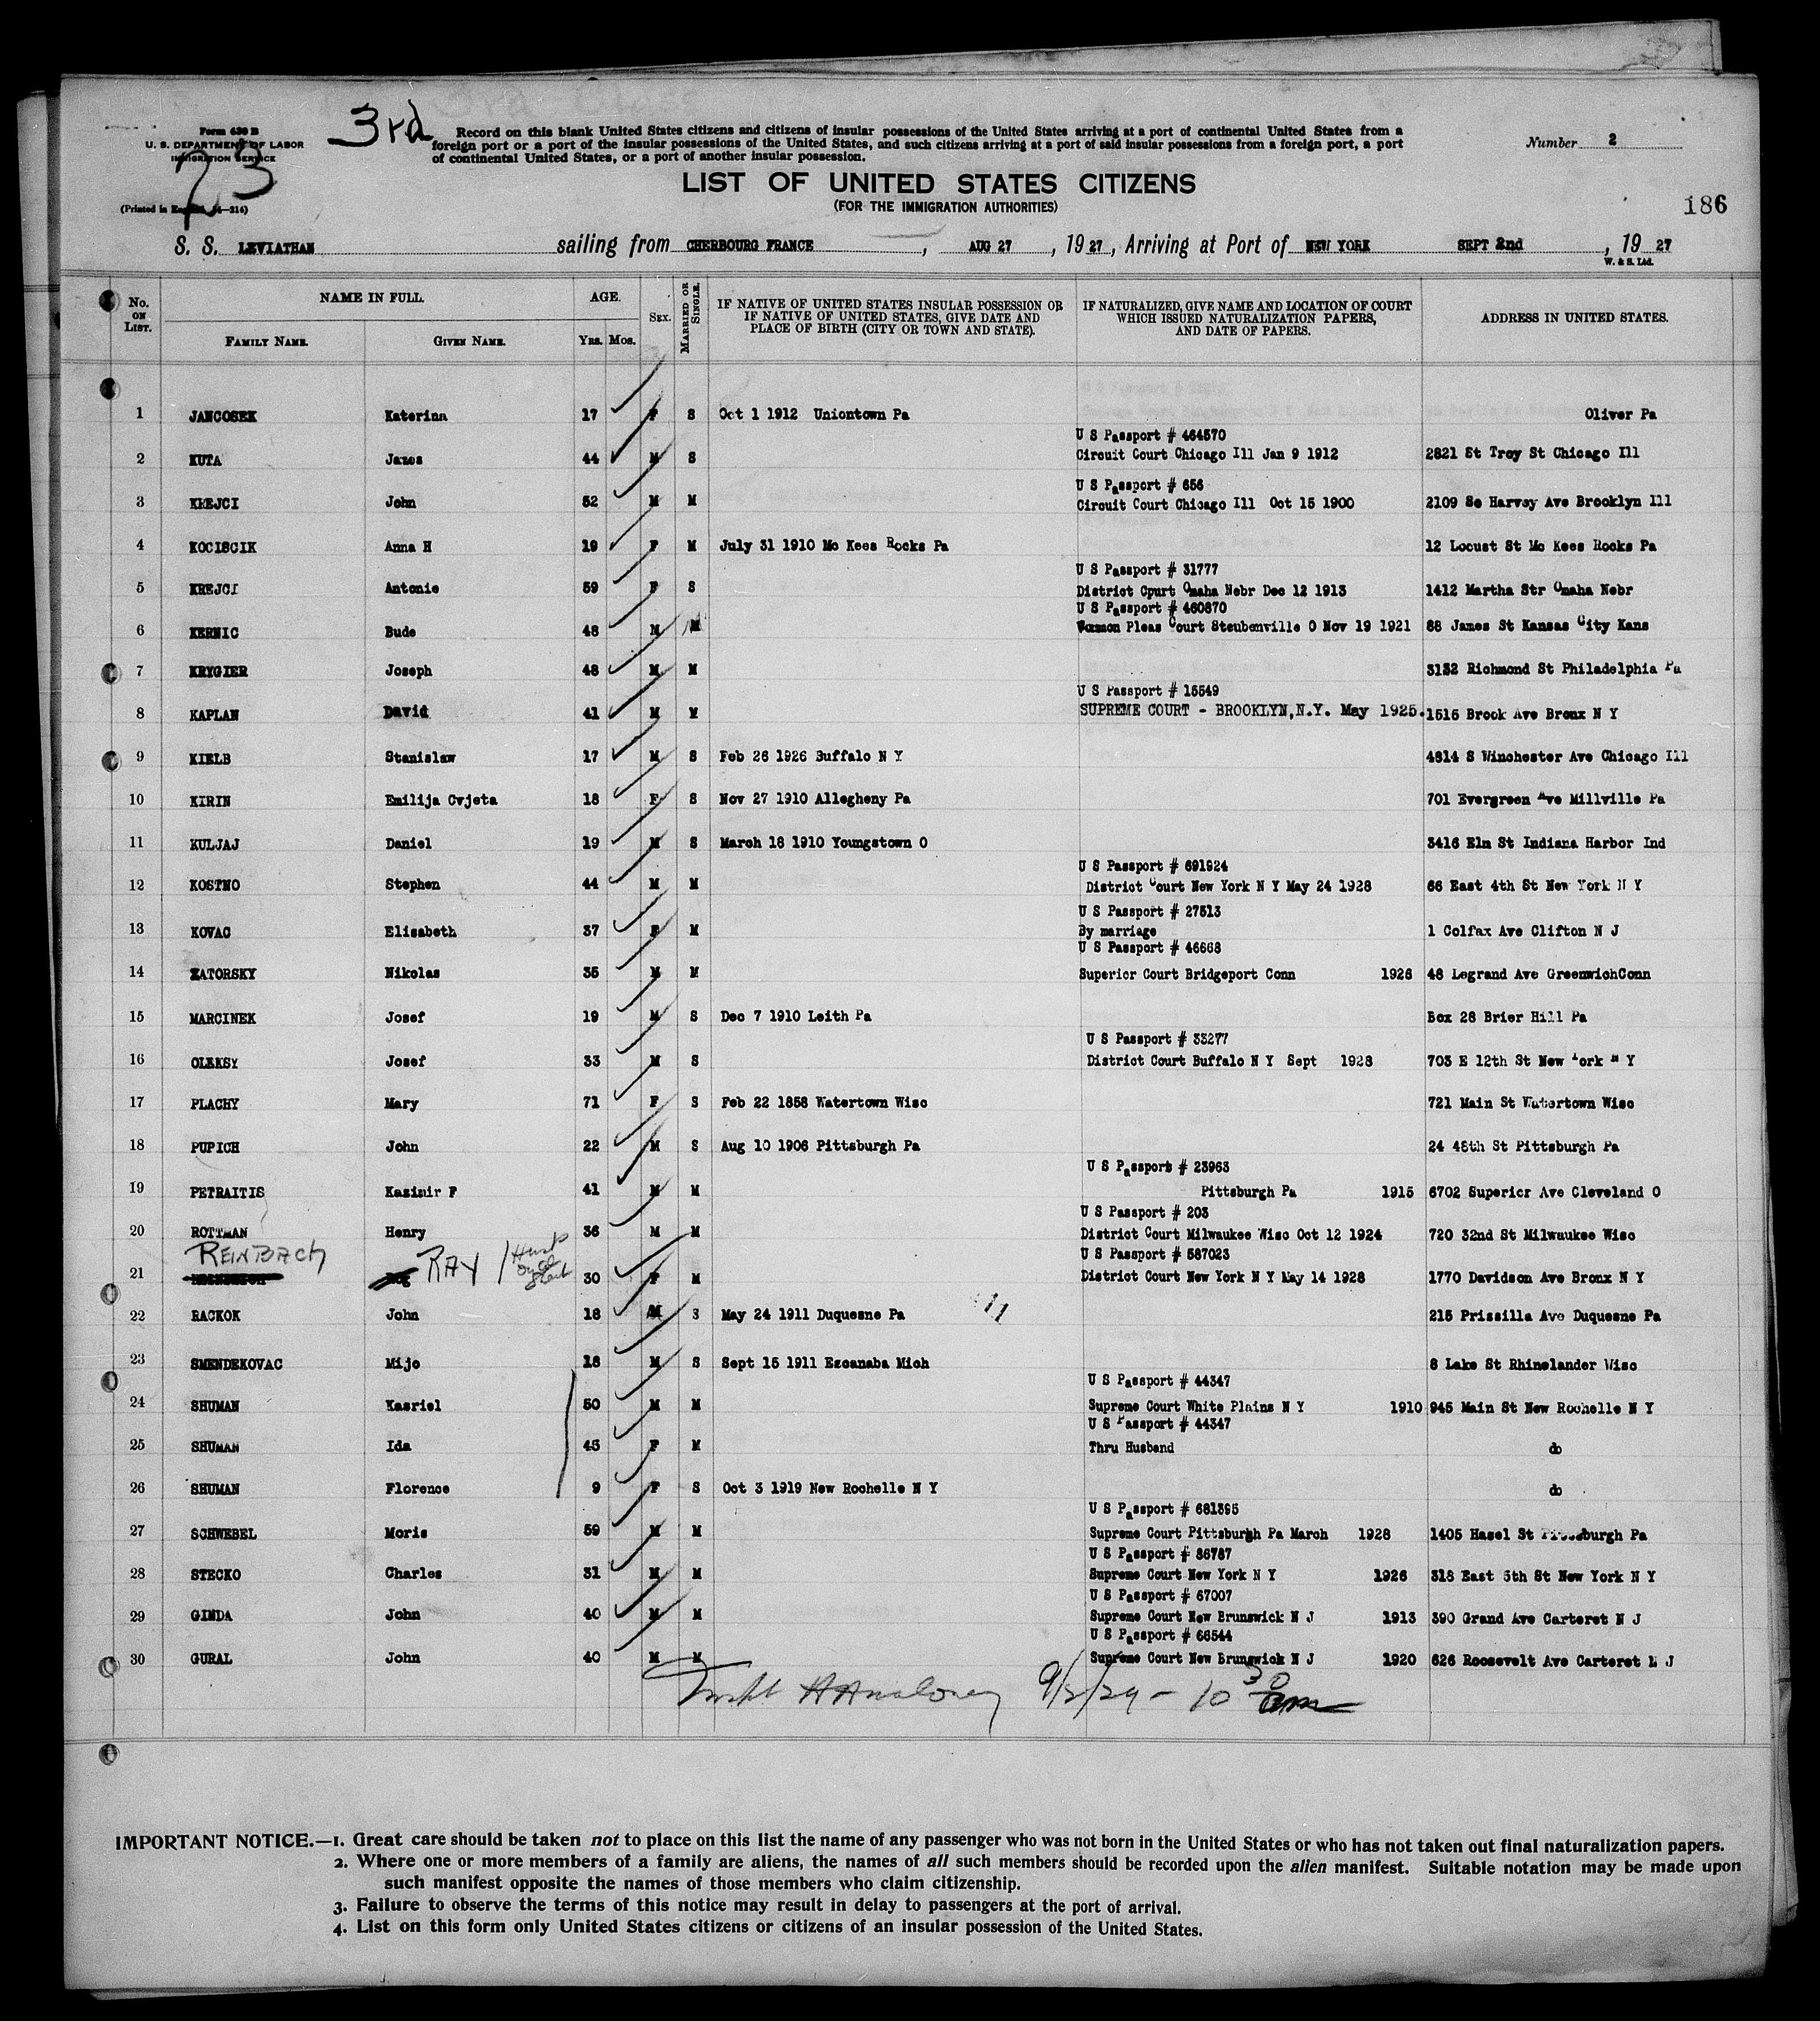 Form 630 B
U. S. DEPARTMENT OF LABOR
IMMIGRATION SERVICE
3rd
Record on this blank United States citizens and citizens of insular possessions of the United States arriving at a port of continental United States from a
foreign port or a port of the insular possessions of the United States, and such citizens arriving at a port of said insular possessions from a foreign port, a port
of continental United States, or a port of another insular possession.
Number 2
LIST OF UNITED STATES CITIZENS
(FOR THE IMMIGRATION AUTHORITIES)
(Printed in 14-214)
186
S. S. LEVIATHAN sailing from CHERBOURG FRANCE, AUG 27, 1927, Arriving at Port of NEW YORK SEPT 2nd, 1927
W. & S. Ltd.
No. ON LIST. NAME IN FULL. AGE. SEX. MARRIED OR SINGLE. IF NATIVE OF UNITED STATES INSULAR POSSESSION OR IF NATIVE OF UNITED STATES, GIVE DATE AND PLACE OF BIRTH (CITY OR TOWN AND STATE). IF NATURALIZED, GIVE NAME AND LOCATION OF COURT WHICH ISSUED NATURALIZATION PAPERS, AND DATE OF PAPERS. ADDRESS IN UNITED STATES.
FAMILY NAME. GIVEN NAME. YRS. MOS.
1 JANCOSEK Katerina 17 F S Oct 1 1912 Uniontown Pa Oliver Pa
U S Passport # 464570
2 KUTA James 44 M S Circuit Court Chicago Ill Jan 9 1912 2821 St Troy St Chicago Ill
U S Passport # 656
3 KREJCI John 52 M M Circuit Court Chicago Ill Oct 15 1900 2109 So Harvey Ave Brooklyn Ill
4 KOCISCIK Anna H 19 F M July 31 1910 Mc Kees Rocks Pa 12 Locust St Mc Kees Rocks Pa
U S Passport # 31777
5 KREJCI Antonie 59 F S District Cpurt Omaha Nebr Dec 12 1913 1412 Martha Str Omaha Nebr
U S Passport # 460870
6 KERNIC Bude 48 M M Pleas Court Steubenville O Nov 19 1921 88 James St Kansas City Kans
7 KRYGIER Joseph 48 M M 3132 Richmond St Philadelphia Pa
U S Passport # 15549
8 KAPLAN David 41 M M SUPREME COURT - BROOKLYN,N.Y. May 1925. 1515 Brook Ave Bronx N Y
9 KIELB Stanislaw 17 M S Feb 28 1926 Buffalo N Y 4814 S Winchester Ave Chicago Ill
10 KIRIN Emilija Cvjeta 18 F S Nov 27 1910 Allegheny Pa 701 Evergreen Ave Millville Pa
11 KULJAJ Daniel 19 M S March 18 1910 Youngstown O 3416 Elm St Indiana Harbor Ind
U S Passport # 691924
12 KOSTNO Stephen 44 M M District Court New York N Y May 24 1928 66 East 4th St New York N Y
U S Passport # 27513
13 KOVAC Elisabeth 37 F M By marriage 1 Colfax Ave Clifton N J
U S Passport # 46668
14 ZATORSKY Nikolas 35 M M Superior Court Bridgeport Conn 1926 48 Legrand Ave GreenwichConn
15 MARCINEK Josef 19 M S Dec 7 1910 Leith Pa Box 28 Brier Hill Pa
U S Passport # 33277
16 OLEKSY Josef 33 M S District Court Buffalo N Y Sept 1928 703 E 12th St New York N Y
17 PLACHY Mary 71 F S Feb 22 1858 Watertown Wisc 721 Main St Watertown Wisc
18 PUPICH John 22 M S Aug 10 1906 Pittsburgh Pa 24 48th St Pittsburgh Pa
U S Passport # 23963
19 PETRAITIS Kazimir F 41 M M Pittsburgh Pa 1915 6702 Superior Ave Cleveland O
U S Passport # 203
20 ROTTMAN Henry 36 M M District Court Milwaukee Wisc Oct 12 1924 720 32nd St Milwaukee Wisc
U S Passport # 587023
21 REINBACH RAY 30 F M District Court New York N Y May 14 1928 1770 Davidson Ave Bronx N Y
22 RACKOK John 18 M S May 24 1911 Duquesne Pa 11 215 Prissilla Ave Duquesne Pa
23 SMENDEKOVAC Mijo 18 M S Sept 15 1911 Escanaba Mich 8 Lake St Rhinelander Wisc
U S Passport # 44347
24 SHUMAN Kasriel 50 M M Supreme Court White Plains N Y 1910 945 Main St New Rochelle N Y
U S Passport # 44347
25 SHUMAN Ida 45 F M Thru Husband do
26 SHUMAN Florence 9 F S Oct 3 1919 New Rochelle N Y do
U S Passport # 681395
27 SCHWEBEL Moris 59 M M Supreme Court Pittsburgh Pa March 1928 1405 Hasel St Pittsburgh Pa
U S Passport # 86787
28 STECKO Charles 31 M M Supreme Court New York N Y 1926 318 East 5th St New York N Y
U S Passport # 67007
29 GINDA John 40 M M Supreme Court New Brunswick N J 1913 390 Grand Ave Carteret N J
U S Passport # 66544
30 GURAL John 40 M M Supreme Court New Brunswick N J 1920 626 Roosevelt Ave Carteret N J
9/2/29 - 10 30 am
IMPORTANT NOTICE.—1. Great care should be taken not to place on this list the name of any passenger who was not born in the United States or who has not taken out final naturalization papers.
2. Where one or more members of a family are aliens, the names of all such members should be recorded upon the alien manifest. Suitable notation may be made upon
such manifest opposite the names of those members who claim citizenship.
3. Failure to observe the terms of this notice may result in delay to passengers at the port of arrival.
4. List on this form only United States citizens or citizens of an insular possession of the United States.